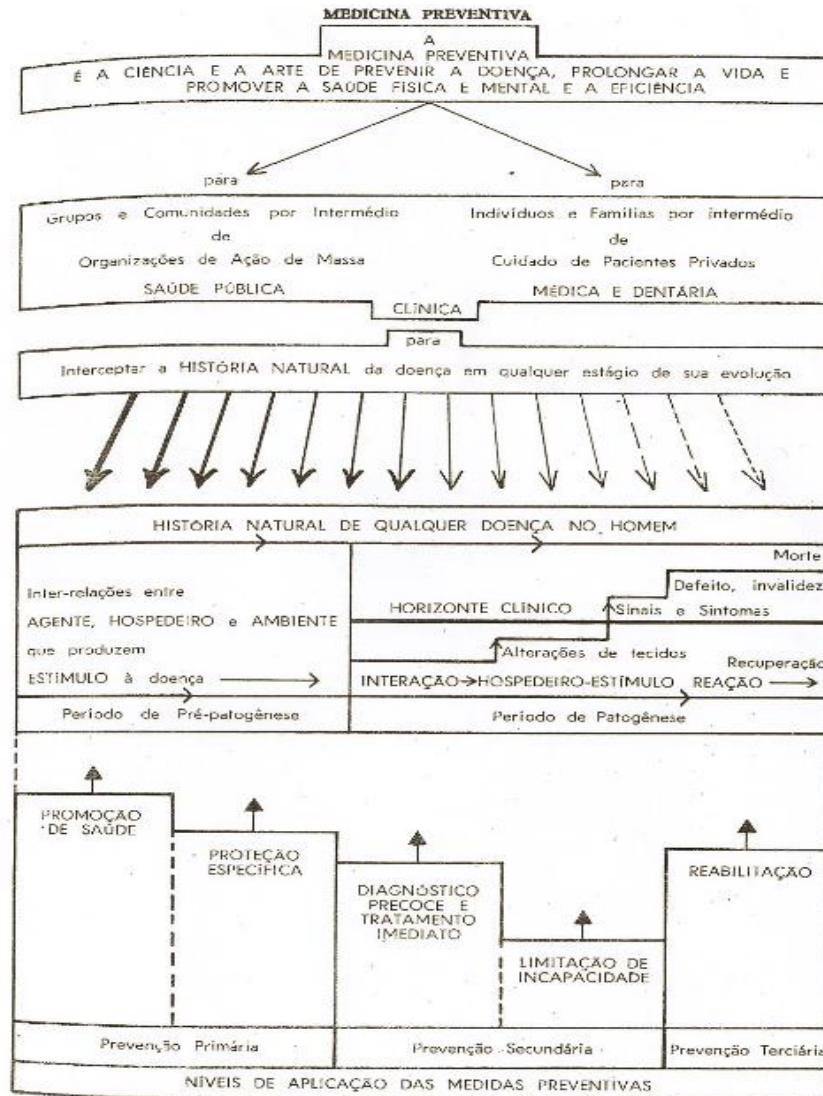 MEDICINA PREVENTIVA
A
MEDICINA PREVENTIVA
É A CIÊNCIA E A ARTE DE PREVENIR A DOENÇA, PROLONGAR A VIDA E
PROMOVER A SAÚDE FÍSICA E MENTAL E A EFICIÊNCIA
para
Grupos e Comunidades por Intermédio
de
Organizações de Ação de Massa
SAÚDE PÚBLICA
para
Indivíduos e Famílias por intermédio
de
Cuidado de Pacientes Privados
MÉDICA E DENTÁRIA
CLÍNICA
para
Interceptar a HISTÓRIA NATURAL da doença em qualquer estágio de sua evolução
HISTÓRIA NATURAL DE QUALQUER DOENÇA NO HOMEM
Inter-relações entre
AGENTE, HOSPEDEIRO e AMBIENTE
que produzem
ESTÍMULO à doença
Morte
Defeito, invalidez
HORIZONTE CLÍNICO
Sinais e Sintomas
Alterações de tecidos
Recuperação
INTERAÇÃO HOSPEDEIRO-ESTÍMULO REAÇÃO
Período de Pré-patogênese
Período de Patogênese
PROMOÇÃO
DE SAÚDE
PROTEÇÃO
ESPECÍFICA
DIAGNÓSTICO
PRECOCE E
TRATAMENTO
IMEDIATO
LIMITAÇÃO DE
INCAPACIDADE
REABILITAÇÃO
Prevenção Primária
Prevenção Secundária
Prevenção Terciária
NÍVEIS DE APLICAÇÃO DAS MEDIDAS PREVENTIVAS